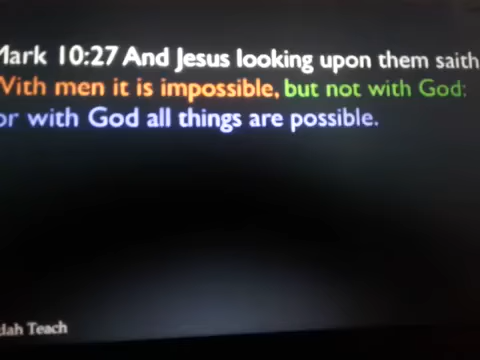 Mark 10:27 And Jesus looking upon them saith
With men it is impossible, but not with God:
or with God all things are possible.
dah Teach